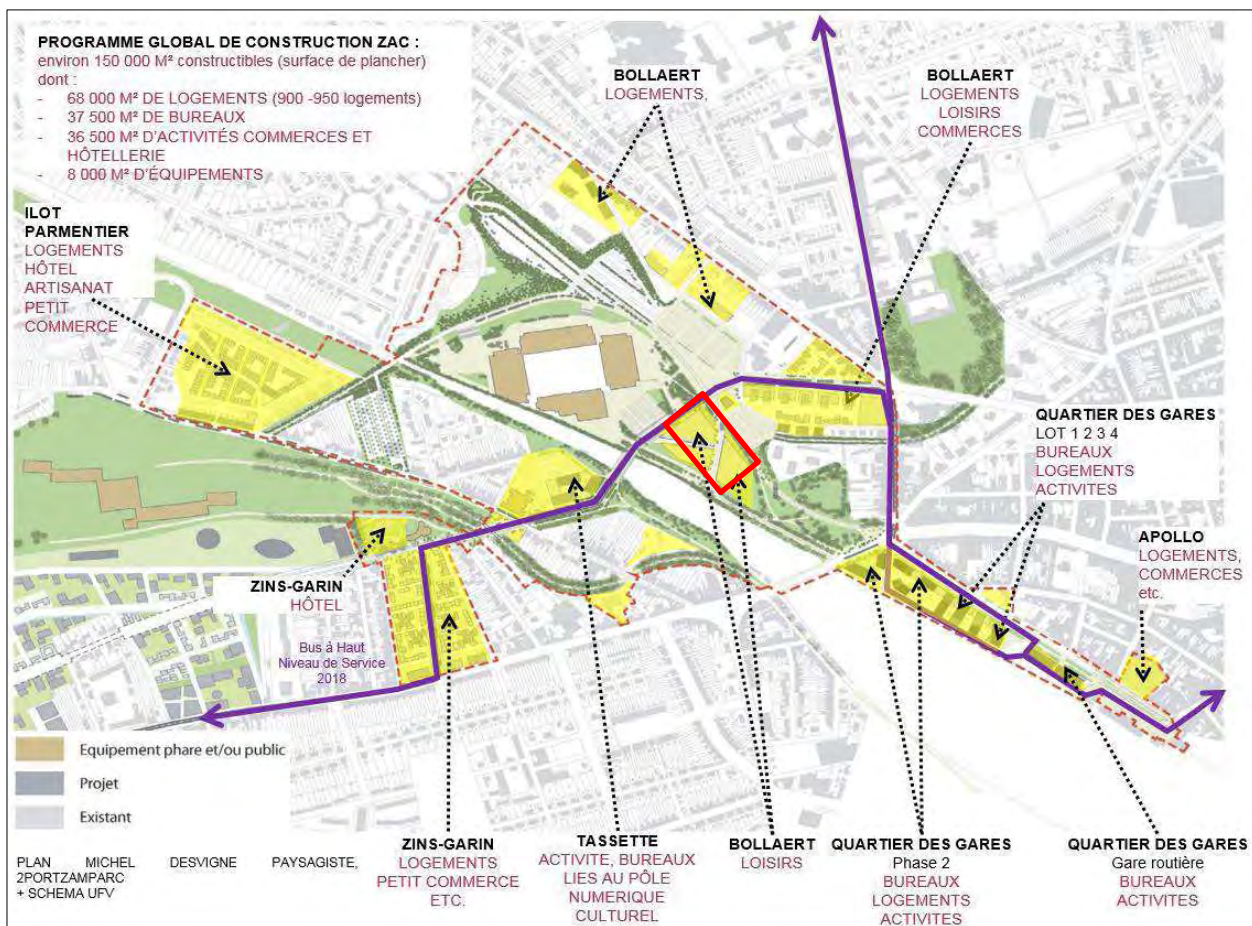 PROGRAMME GLOBAL DE CONSTRUCTION ZAC :
environ 150 000 M² constructibles (surface de plancher)
dont :
- 68 000 M² DE LOGEMENTS (900 -950 logements)
- 37 500 M² DE BUREAUX
- 36 500 M² D'ACTIVITÉS COMMERCES ET
HÔTELLERIE
- 8 000 M² D'ÉQUIPEMENTS
BOLLAERT
LOGEMENTS,
BOLLAERT
LOGEMENTS
LOISIRS
COMMERCES
ILOT
PARMENTIER
LOGEMENTS
HÔTEL
ARTISANAT
PETIT
COMMERCE
QUARTIER DES GARES
LOT 1 2 3 4
BUREAUX
LOGEMENTS
ACTIVITES
APOLLO
LOGEMENTS,
COMMERCES
etc.
ZINS-GARIN
HÔTEL
Bus à Haut
Niveau de Service
2018
Equipement phare et/ou public
Projet
Existant
PLAN MICHEL DESVIGNE PAYSAGISTE,
2PORTZAMPARC
+ SCHEMA UFV
ZINS-GARIN
LOGEMENTS
PETIT COMMERCE
ETC.
TASSETTE
ACTIVITE, BUREAUX
LIES AU PÔLE
NUMERIQUE
CULTUREL
BOLLAERT
LOISIRS
QUARTIER DES GARES
Phase 2
BUREAUX
LOGEMENTS
ACTIVITES
QUARTIER DES GARES
Gare routière
BUREAUX
ACTIVITES